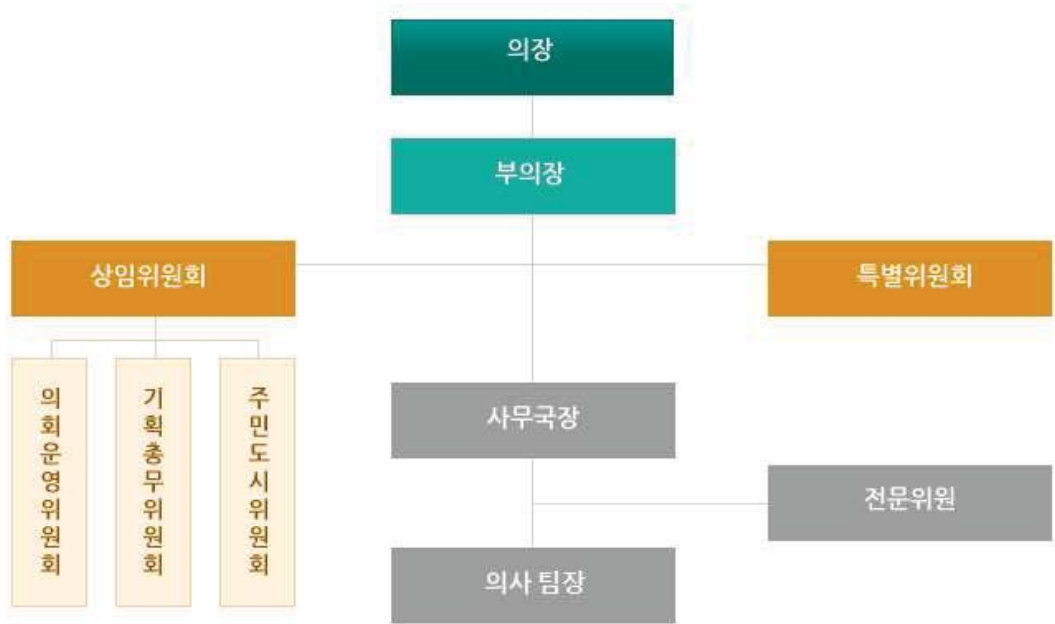 의장
부의장
상임위원회
특별위원회
의회운영위원회
기획총무위원회
주민도시위원회
사무국장
전문위원
의사 팀장